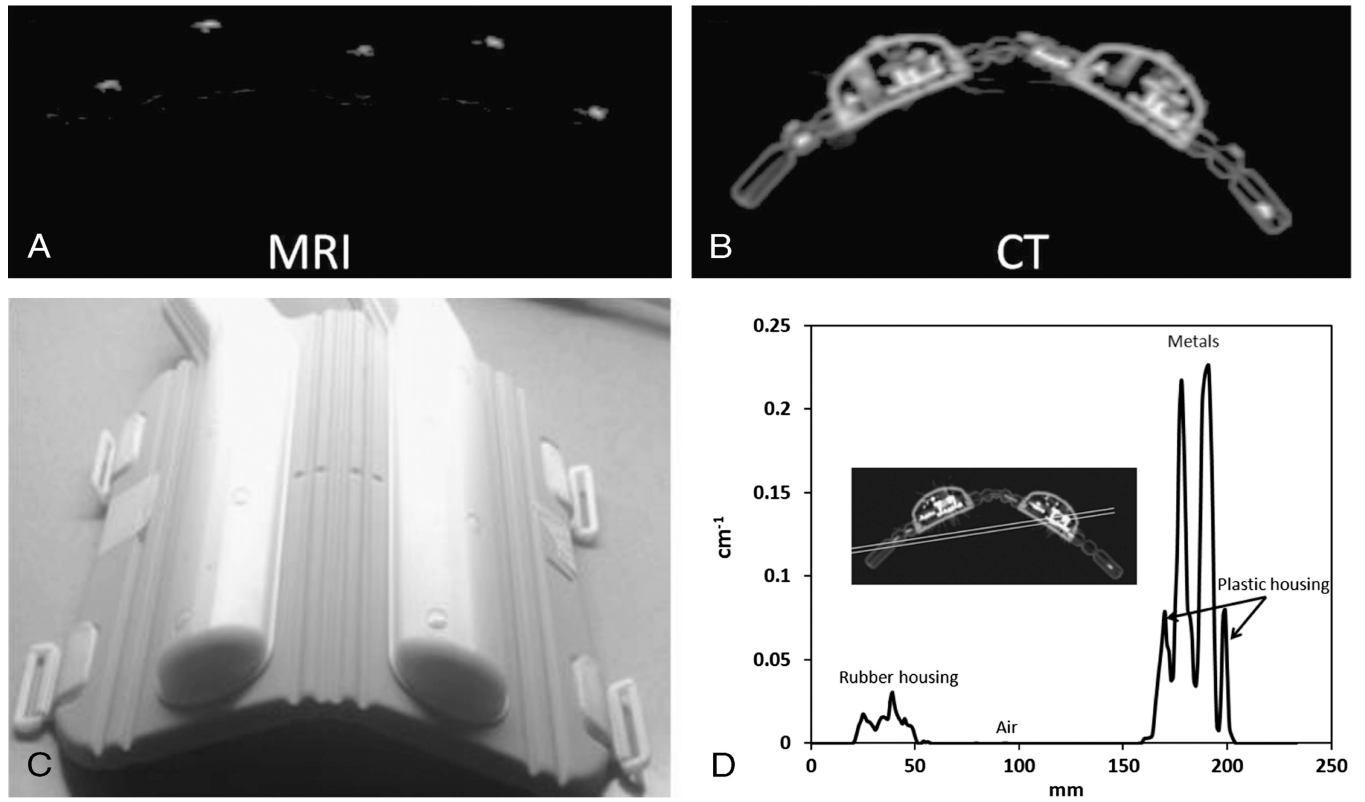 A
MRI
B
CT
C
D
0.25
0.2
0.15
0.1
0.05
0
cm-1
Metals
Plastic housing
Rubber housing
Air
0 50 100 150 200 250
mm